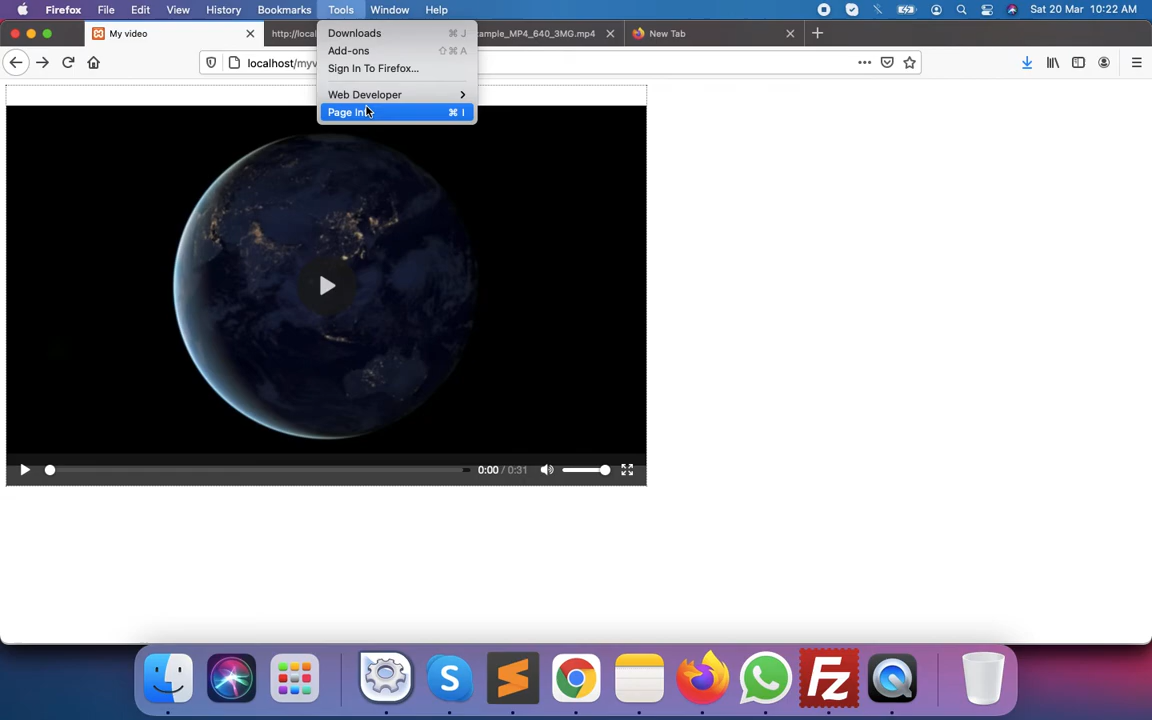 Firefox File Edit View History Bookmarks Tools Window Help Sat 20 Mar 10:22 AM
My video
http://local
ample_MP4_640_3MG.mp4
New Tab
Downloads ⌘ J
Add-ons ⇧⌘ A
Sign In To Firefox...
localhost/myv
Web Developer
Page In ⌘ I
0:00 / 0:31
S
S
Fz
Q